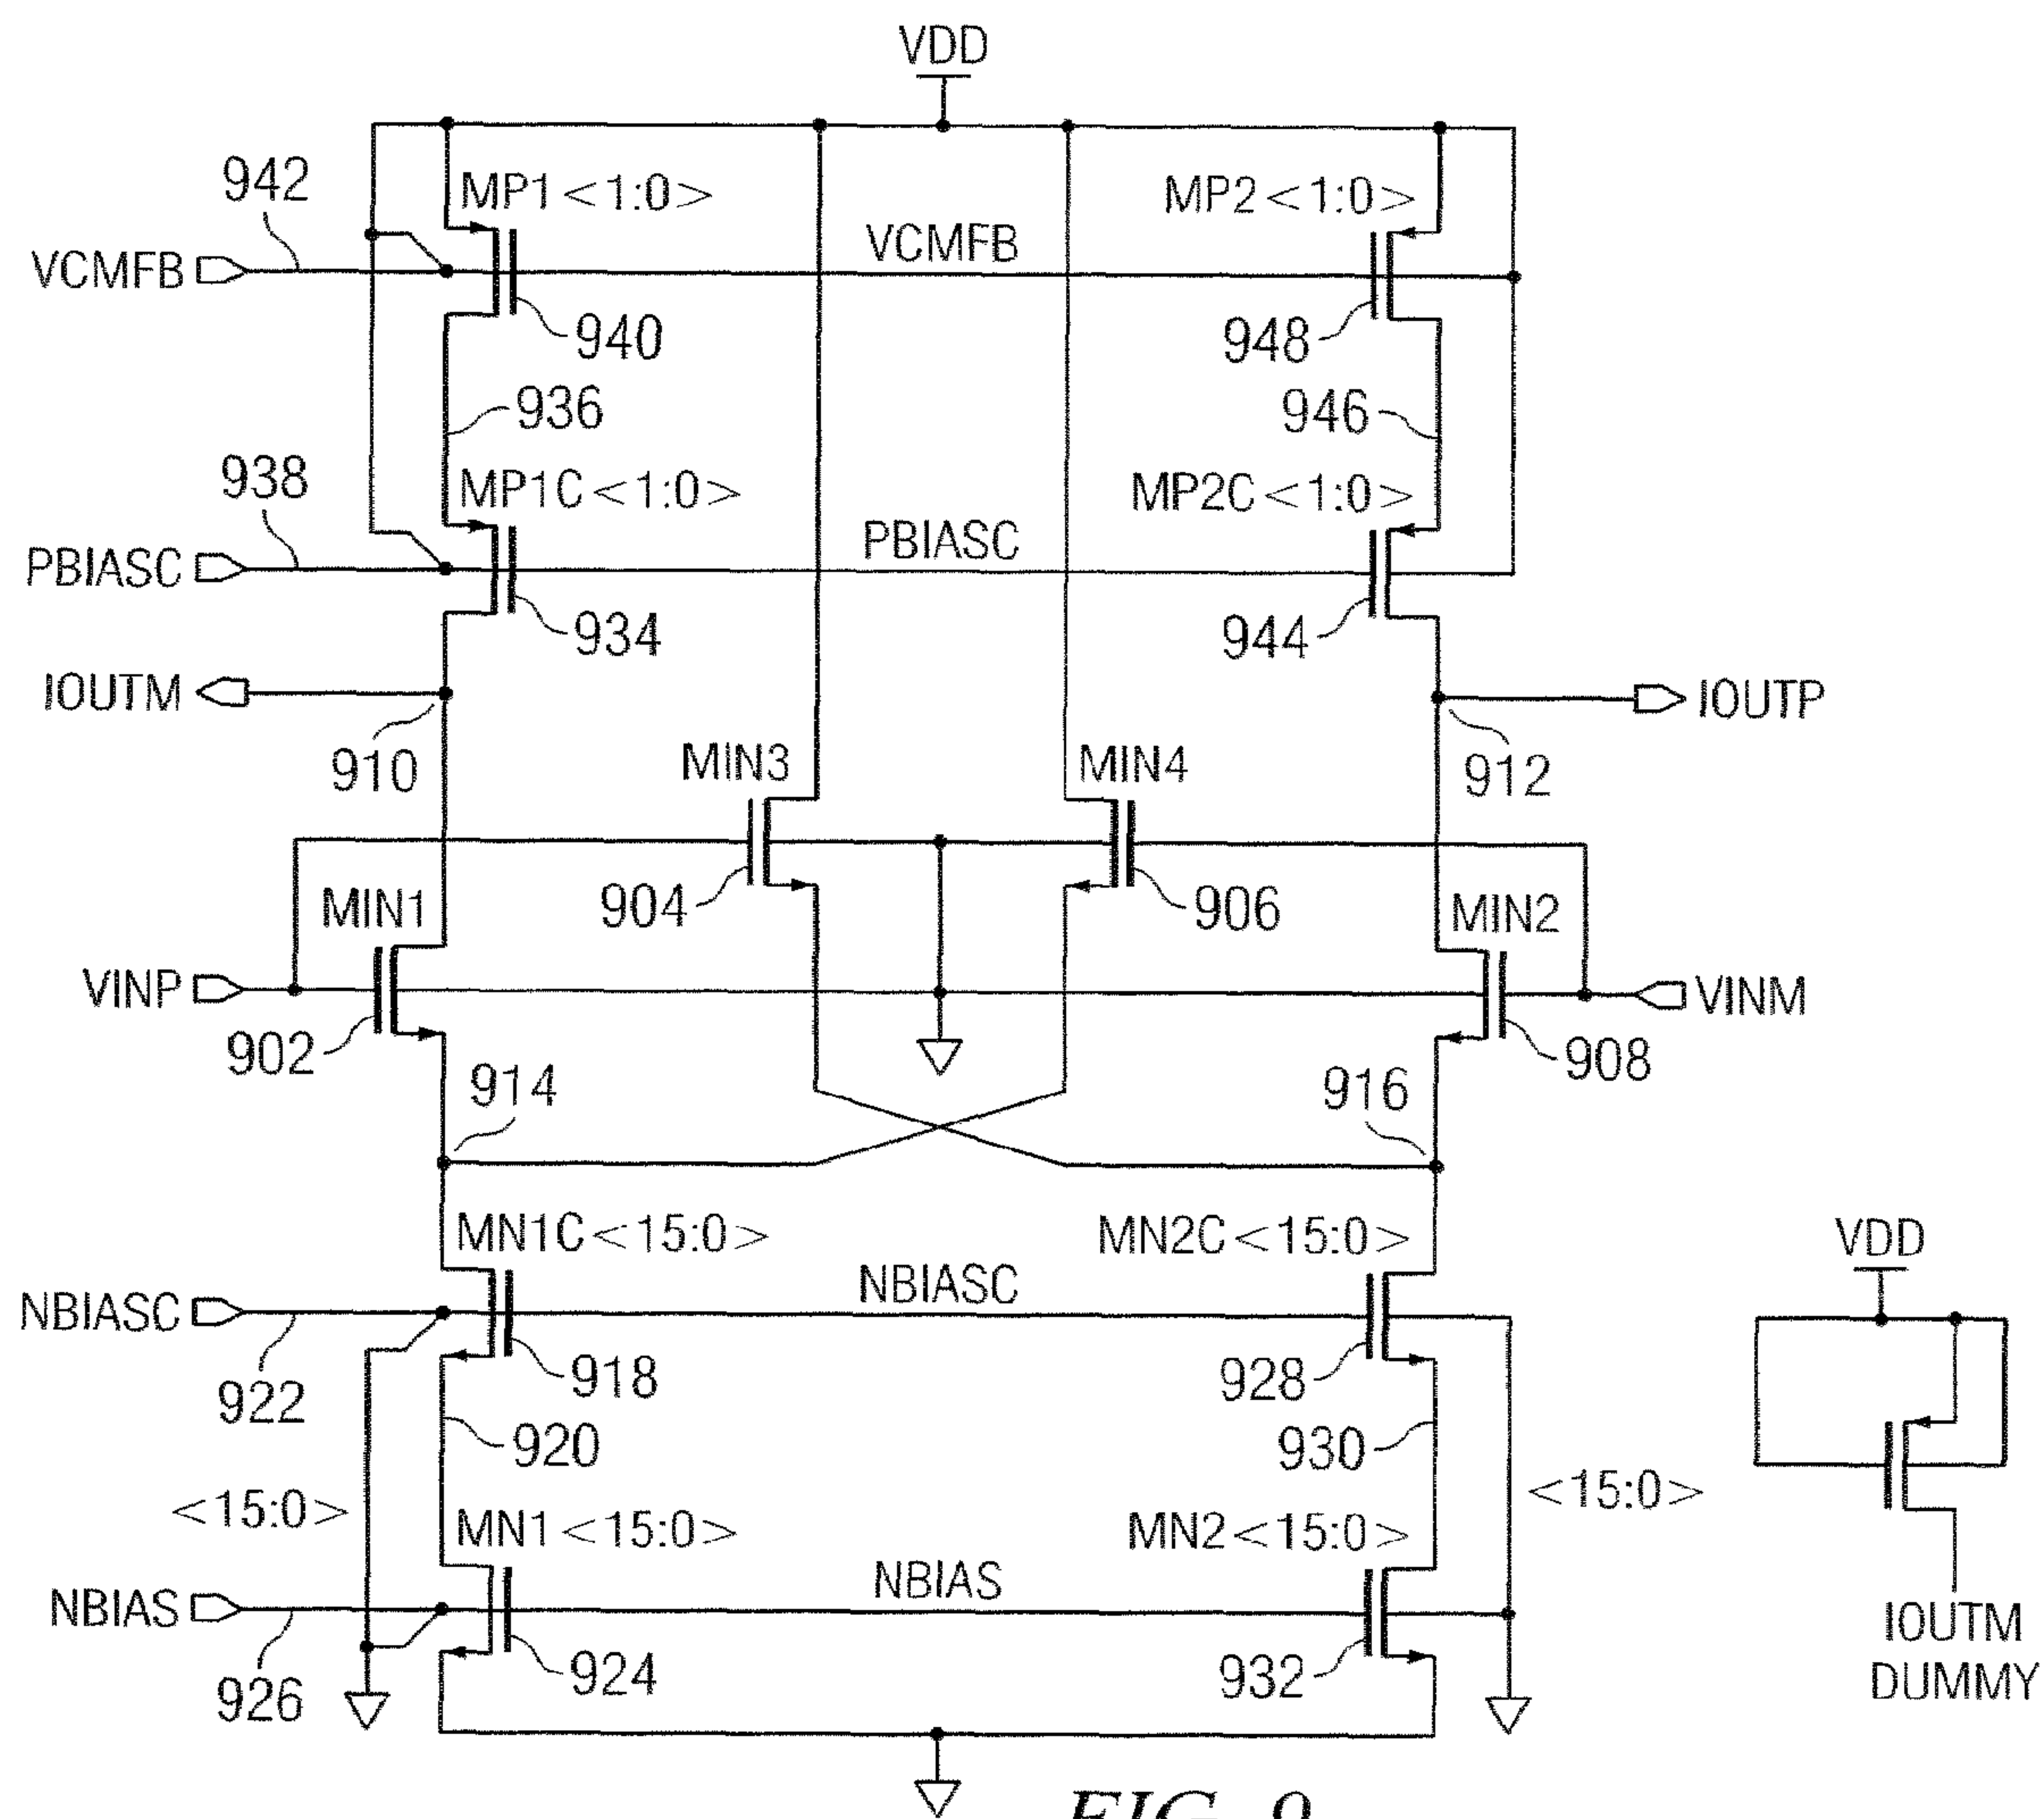 VDD
942
MP1<1:0>
MP2<1:0>
VCMFB
VCMFB
940
948
936
946
938
MP1C<1:0>
MP2C<1:0>
PBIASC
PBIASC
934
944
IOUTM
IOUTP
910
MIN3
MIN4
912
904
906
MIN1
MIN2
VINP
VINM
902
908
914
916
MN1C<15:0>
MN2C<15:0>
VDD
NBIASC
NBIASC
922
918
928
920
930
<15:0>
<15:0>
MN1<15:0>
MN2<15:0>
NBIAS
NBIAS
926
924
932
IOUTM
DUMMY
FIG. 9